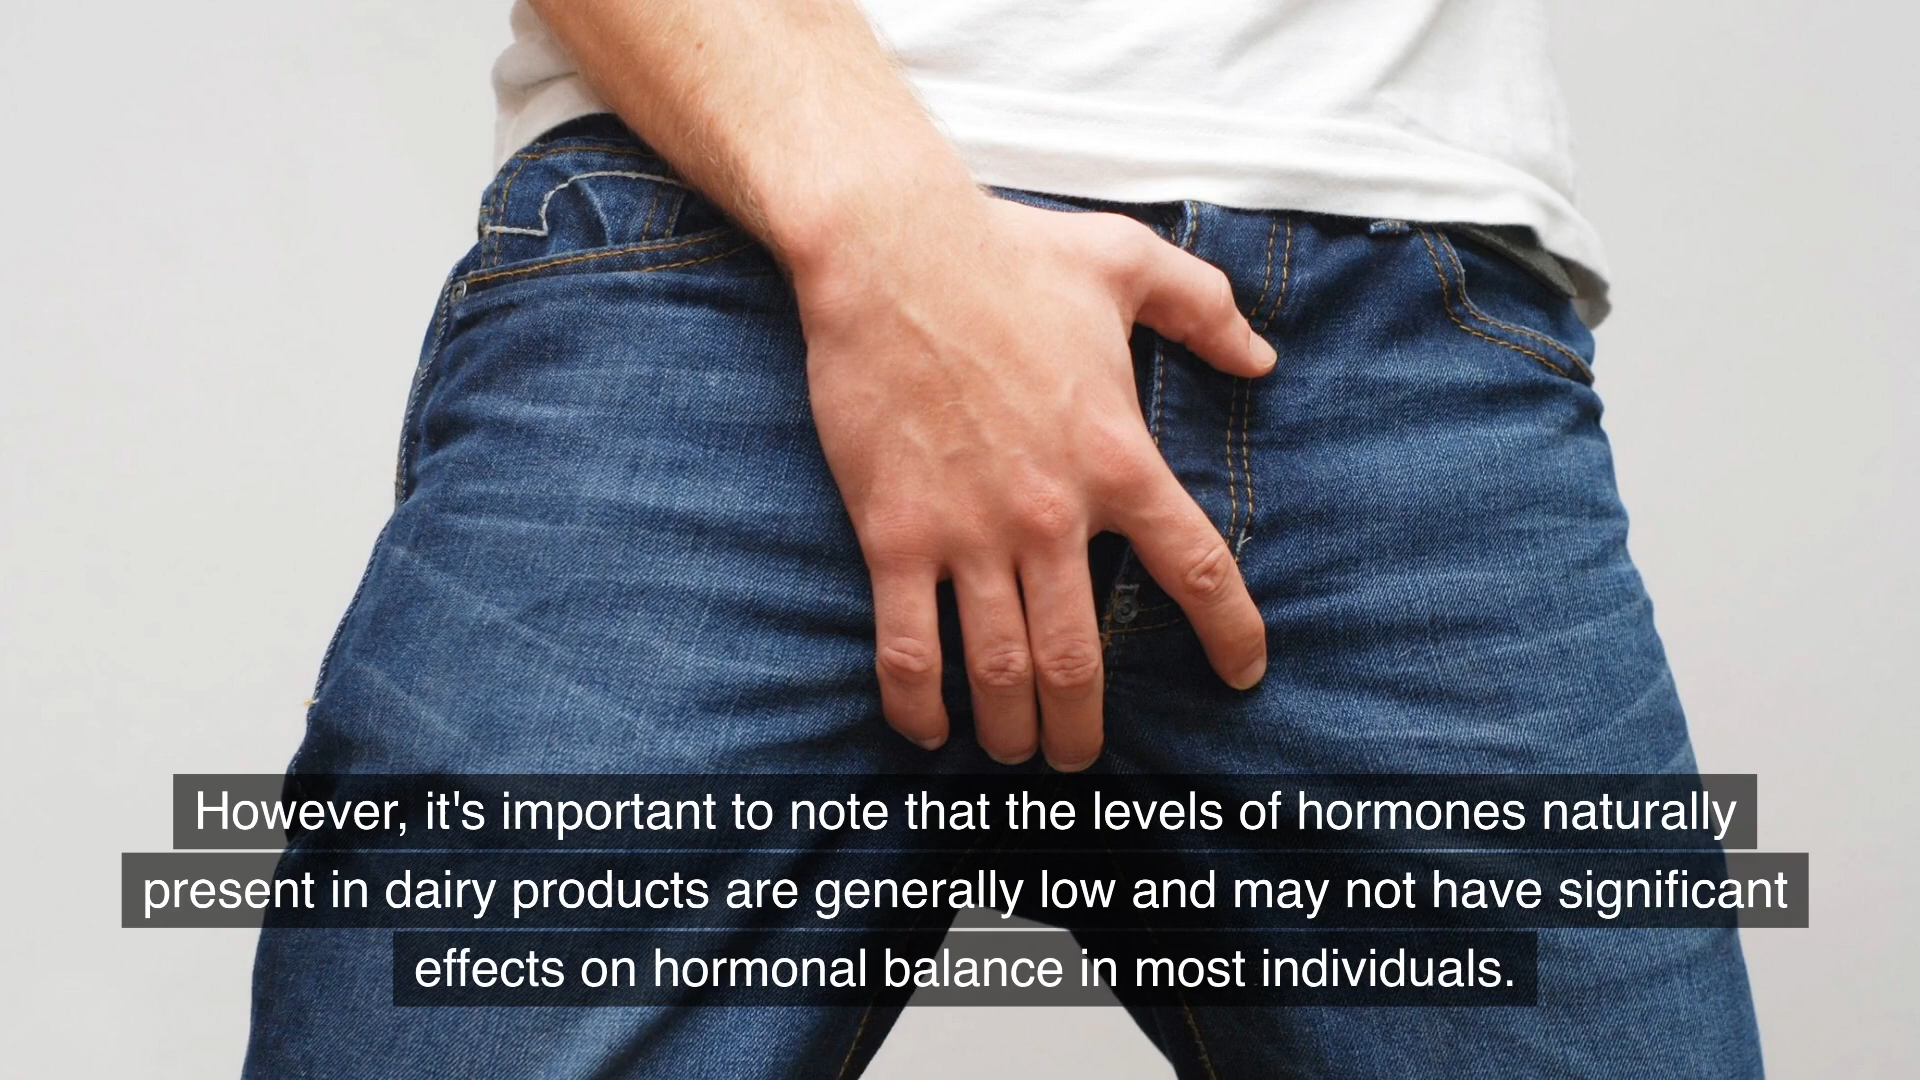 However, it's important to note that the levels of hormones naturally
present in dairy products are generally low and may not have significant
effects on hormonal balance in most individuals.